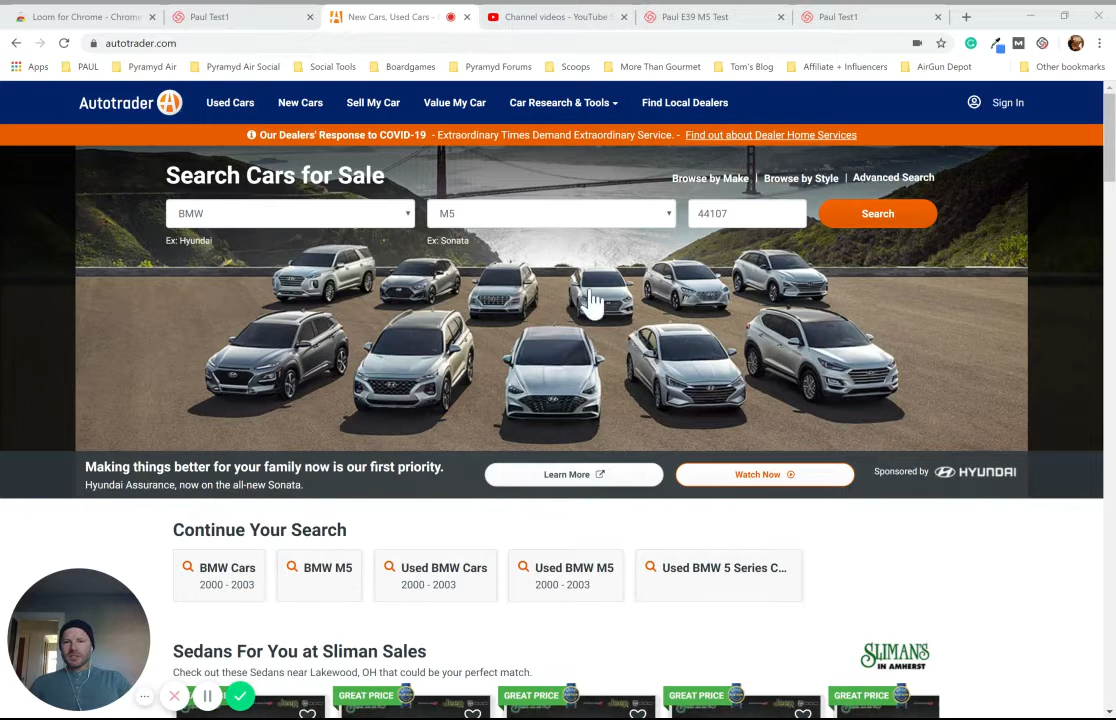 Loom for Chrome - Chrome
Paul Test1
New Cars, Used Cars -
Channel videos - YouTube S
Paul E39 M5 Test
Paul Test1
autotrader.com
Apps PAUL Pyramyd Air Pyramyd Air Social Social Tools Boardgames Pyramyd Forums Scoops More Than Gourmet Tom's Blog Affiliate + Influencers AirGun Depot Other bookmarks
Autotrader Used Cars New Cars Sell My Car Value My Car Car Research & Tools Find Local Dealers Sign In
Our Dealers' Response to COVID-19 - Extraordinary Times Demand Extraordinary Service. - Find out about Dealer Home Services
Search Cars for Sale
Browse by Make | Browse by Style | Advanced Search
BMW M5 44107 Search
Ex: Hyundai Ex: Sonata
Making things better for your family now is our first priority.
Hyundai Assurance, now on the all-new Sonata.
Learn More Watch Now Sponsored by HYUNDAI
Continue Your Search
BMW Cars BMW M5 Used BMW Cars Used BMW M5 Used BMW 5 Series C...
2000 - 2003 2000 - 2003 2000 - 2003
Sedans For You at Sliman Sales
Check out these Sedans near Lakewood, OH that could be your perfect match.
SLIMAN'S
IN AMHERST
GREAT PRICE GREAT PRICE GREAT PRICE GREAT PRICE